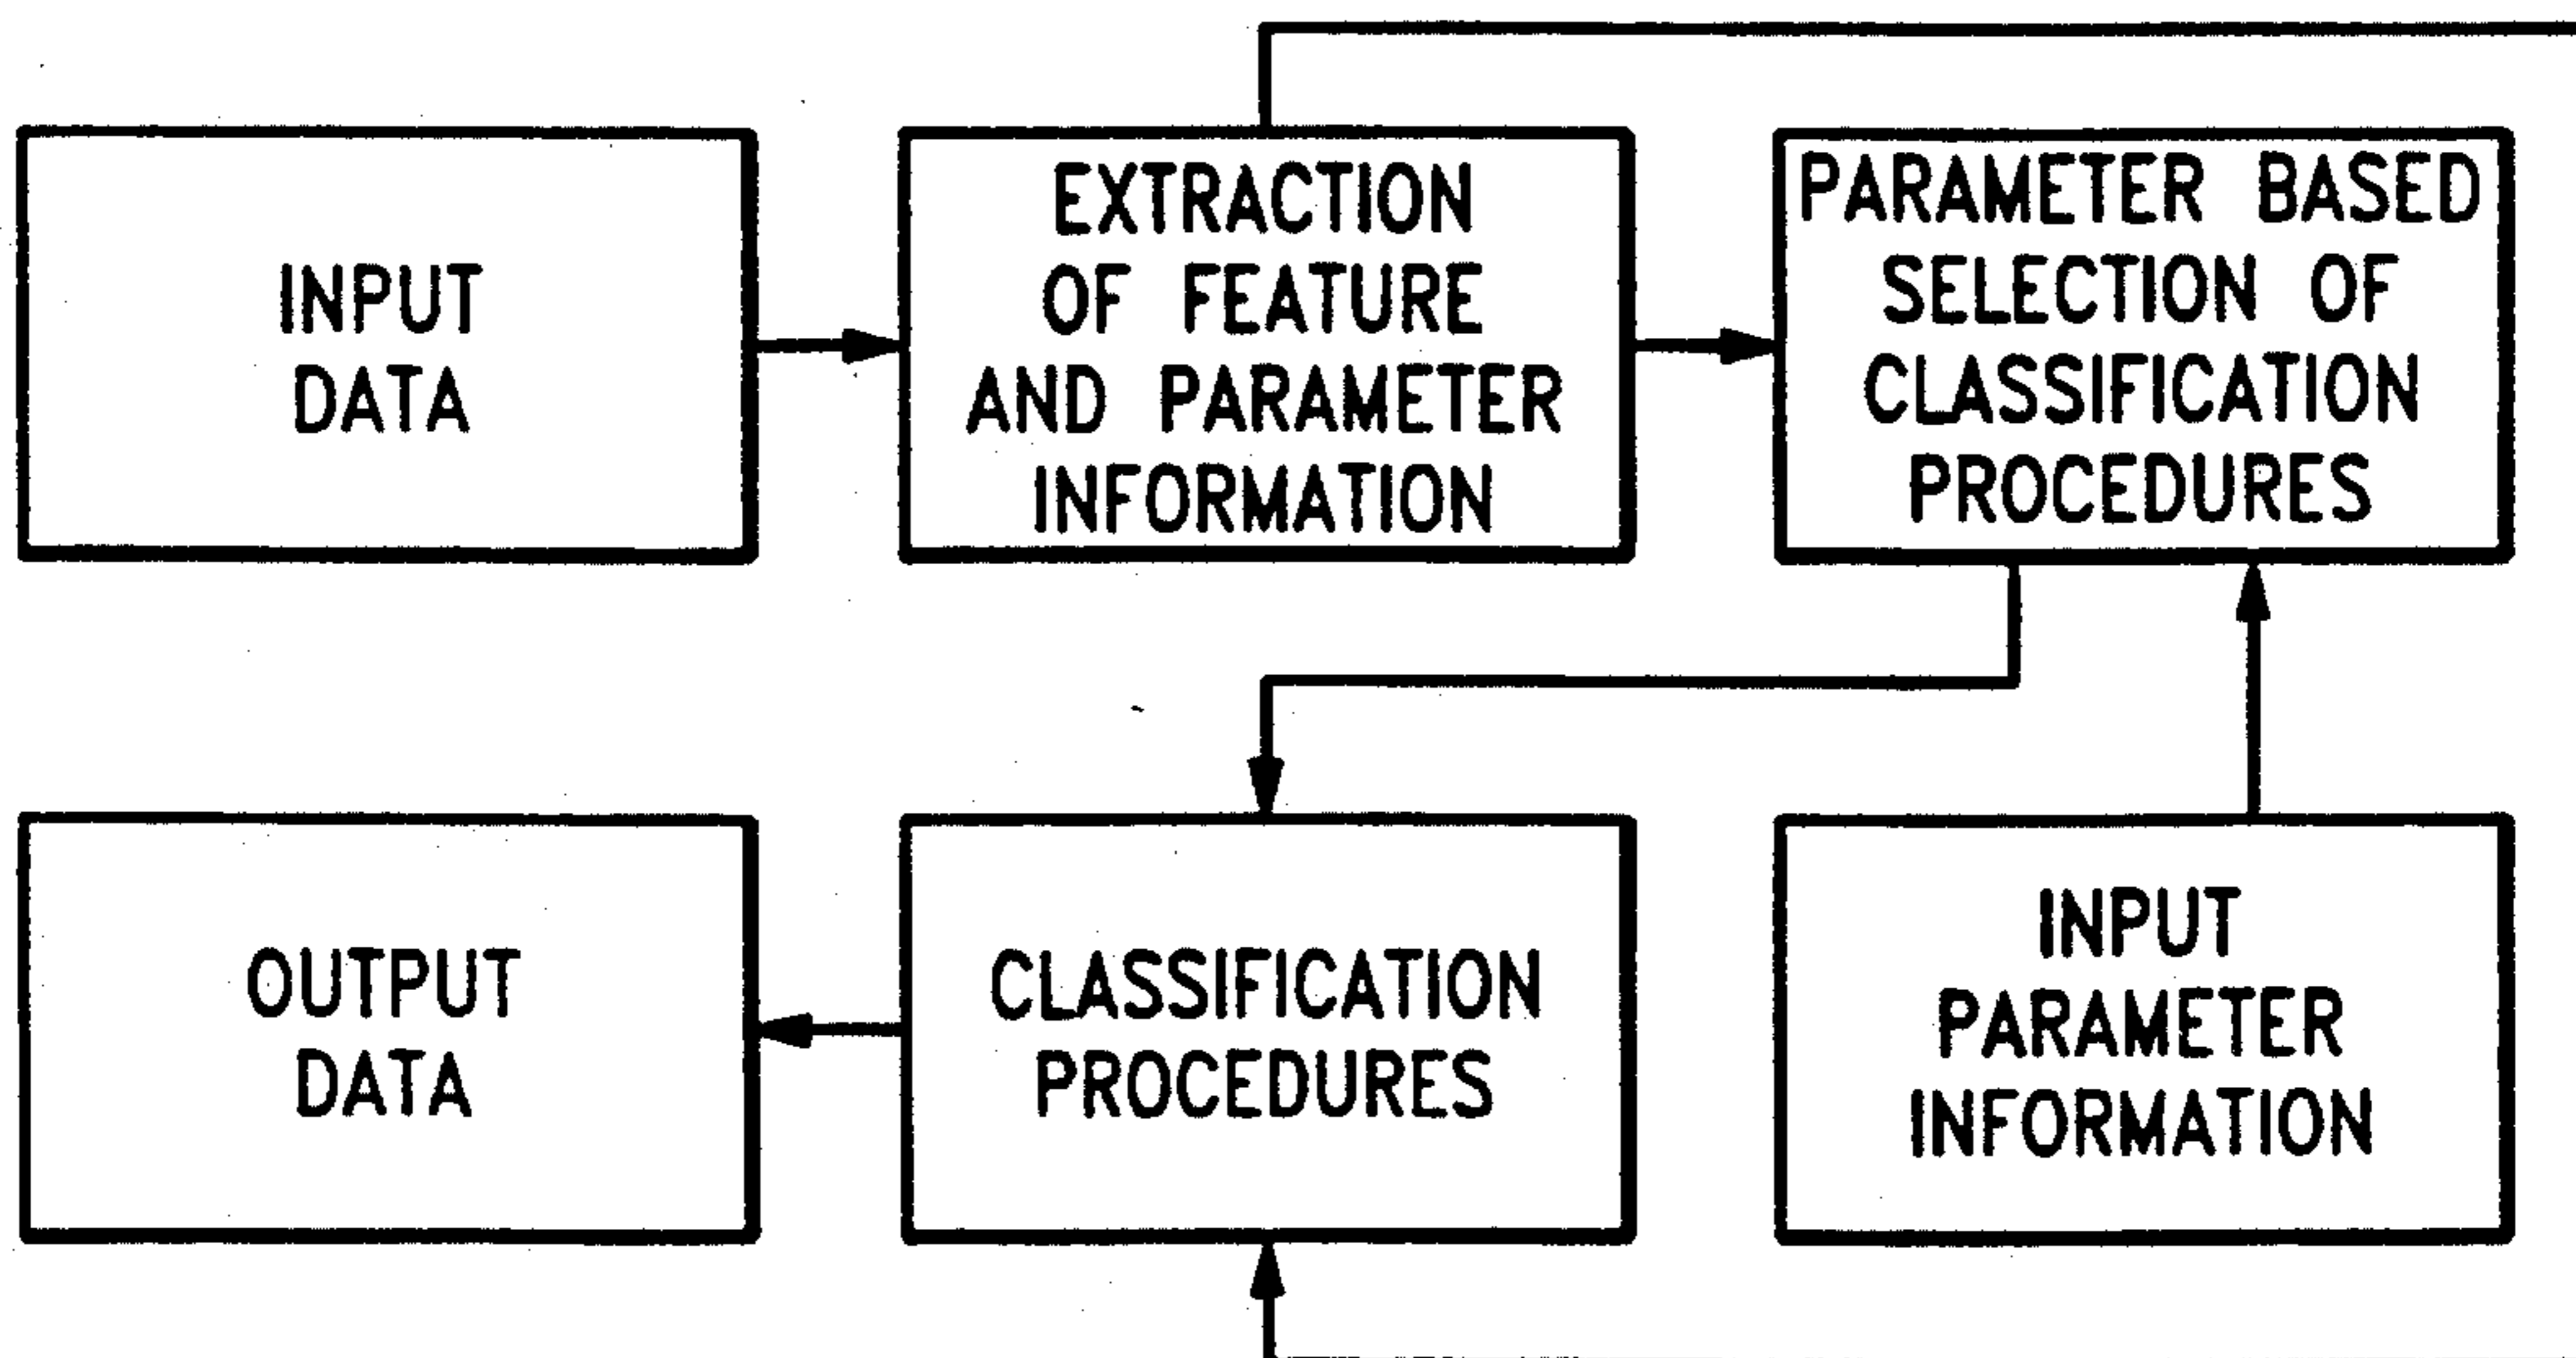 INPUT
DATA
EXTRACTION
OF FEATURE
AND PARAMETER
INFORMATION
PARAMETER BASED
SELECTION OF
CLASSIFICATION
PROCEDURES
OUTPUT
DATA
CLASSIFICATION
PROCEDURES
INPUT
PARAMETER
INFORMATION